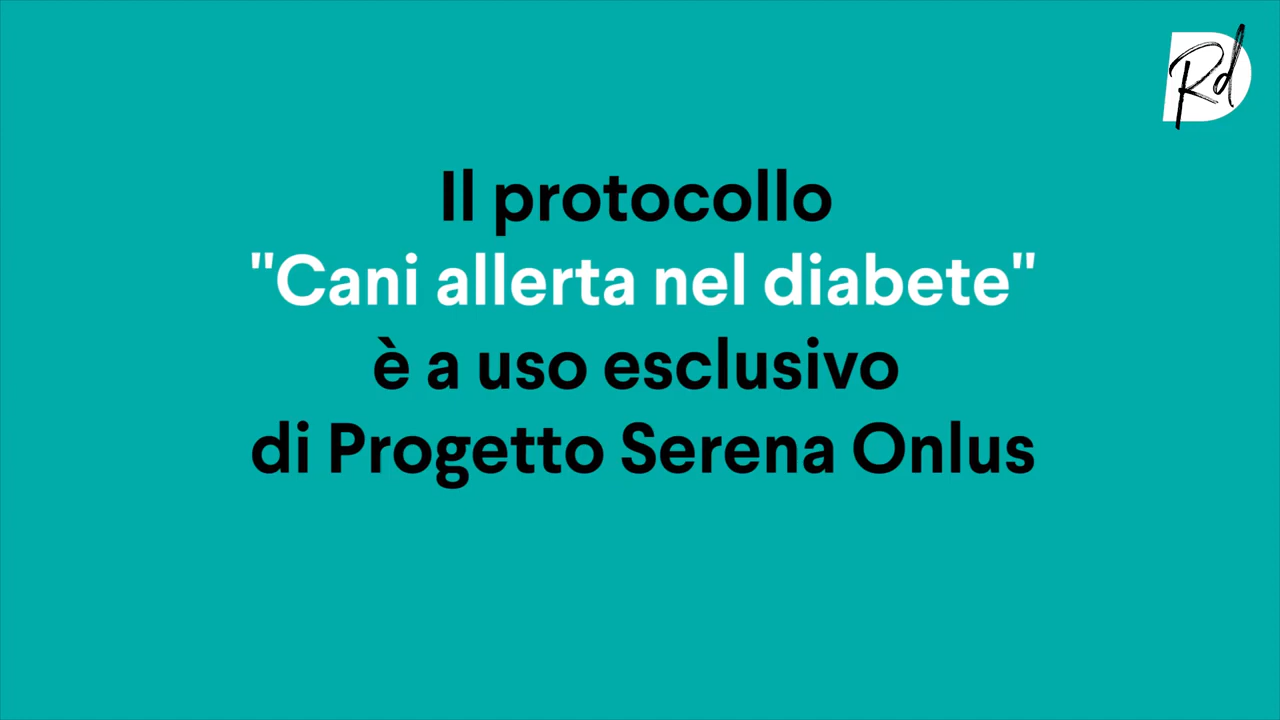 Rd
Il protocollo
"Cani allerta nel diabete"
è a uso esclusivo
di Progetto Serena Onlus